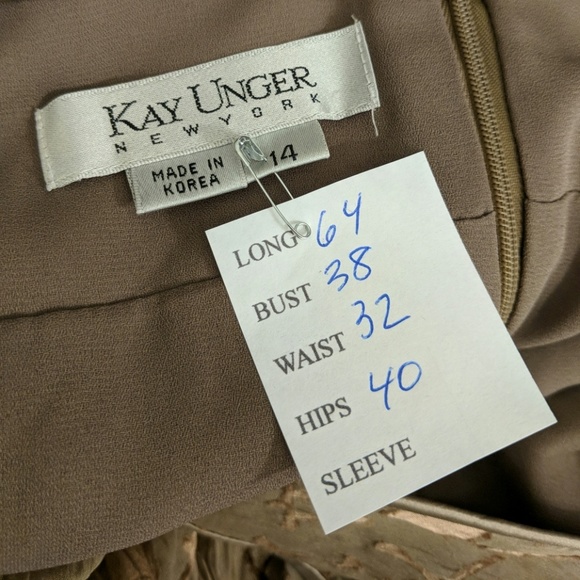 KAY UNGER
NEW YORK
MADE IN
KOREA
14
LONG 64
BUST 38
WAIST 32
HIPS 40
SLEEVE